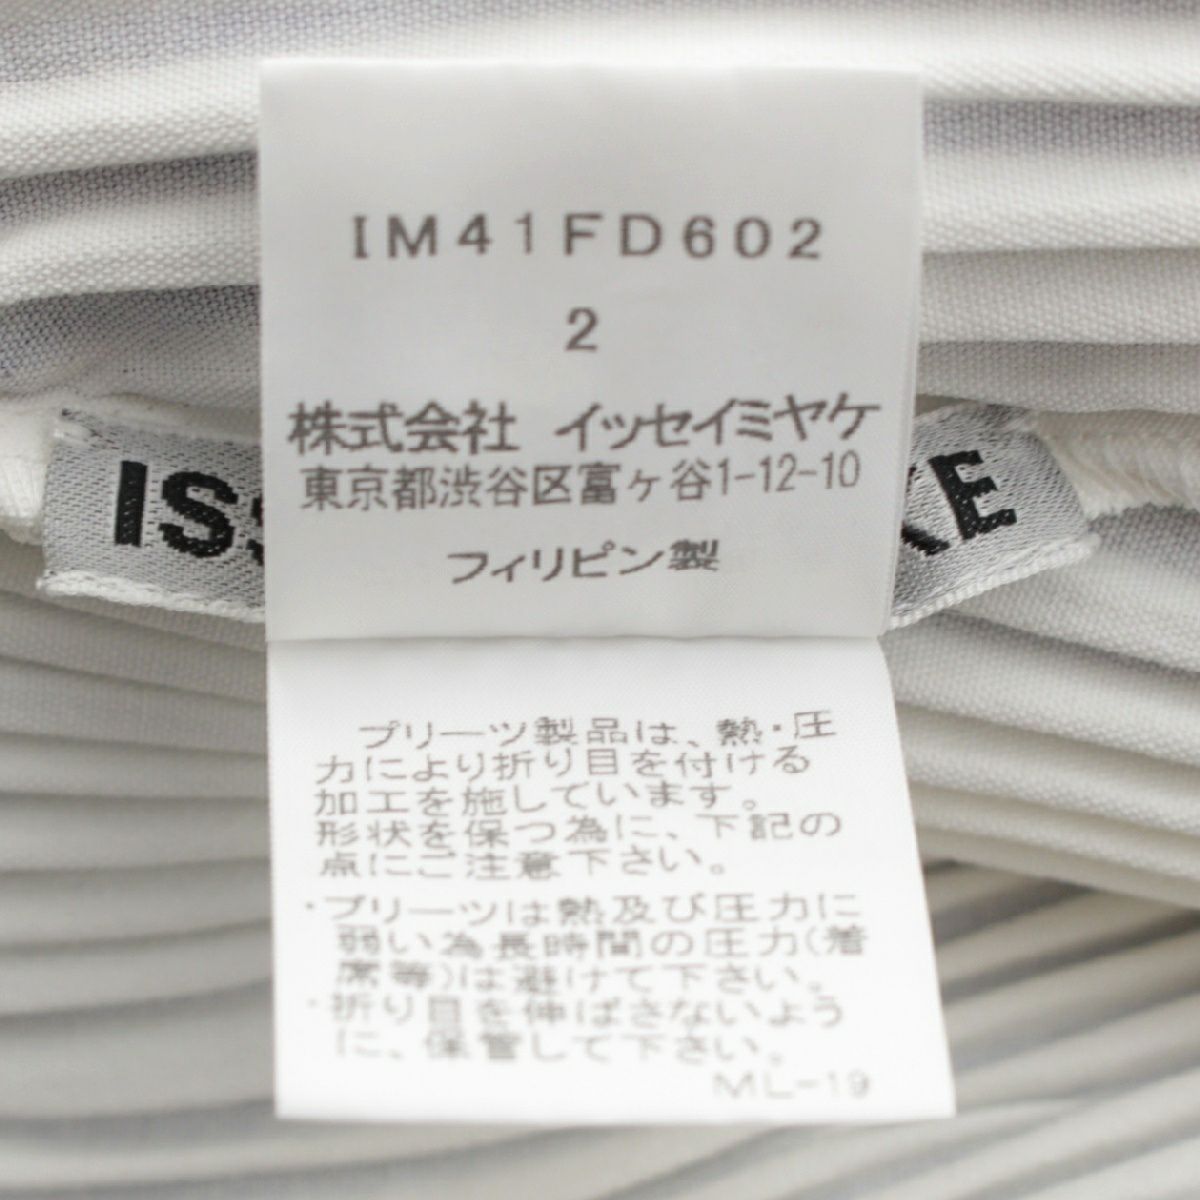 IM41FD602
2
株式会社 イッセイミヤケ
東京都渋谷区富ヶ谷1-12-10
フィリピン製
ISS
KE
プリーツ製品は、熱・圧
力により折り目を付ける
加工を施しています。
形状を保つ為に、下記の
点にご注意下さい。
・プリーツは熱及び圧力に
弱い為長時間の圧力(着
席等)は避けて下さい。
・折り目を伸ばさないよう
に、保管して下さい。
ML-19